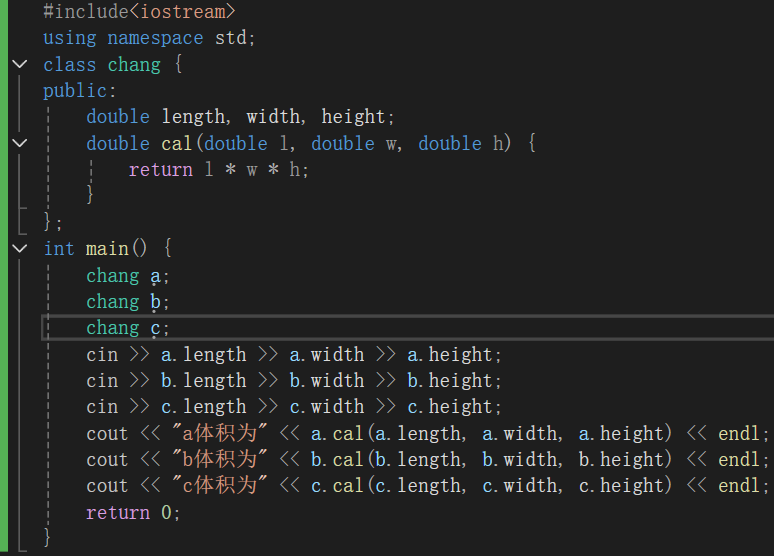 #include<iostream>
using namespace std;
class chang {
public:
    double length, width, height;
    double cal(double l, double w, double h) {
        return l * w * h;
    }
};
int main() {
    chang a;
    chang b;
    chang c;
    cin >> a.length >> a.width >> a.height;
    cin >> b.length >> b.width >> b.height;
    cin >> c.length >> c.width >> c.height;
    cout << "a体积为" << a.cal(a.length, a.width, a.height) << endl;
    cout << "b体积为" << b.cal(b.length, b.width, b.height) << endl;
    cout << "c体积为" << c.cal(c.length, c.width, c.height) << endl;
    return 0;
}